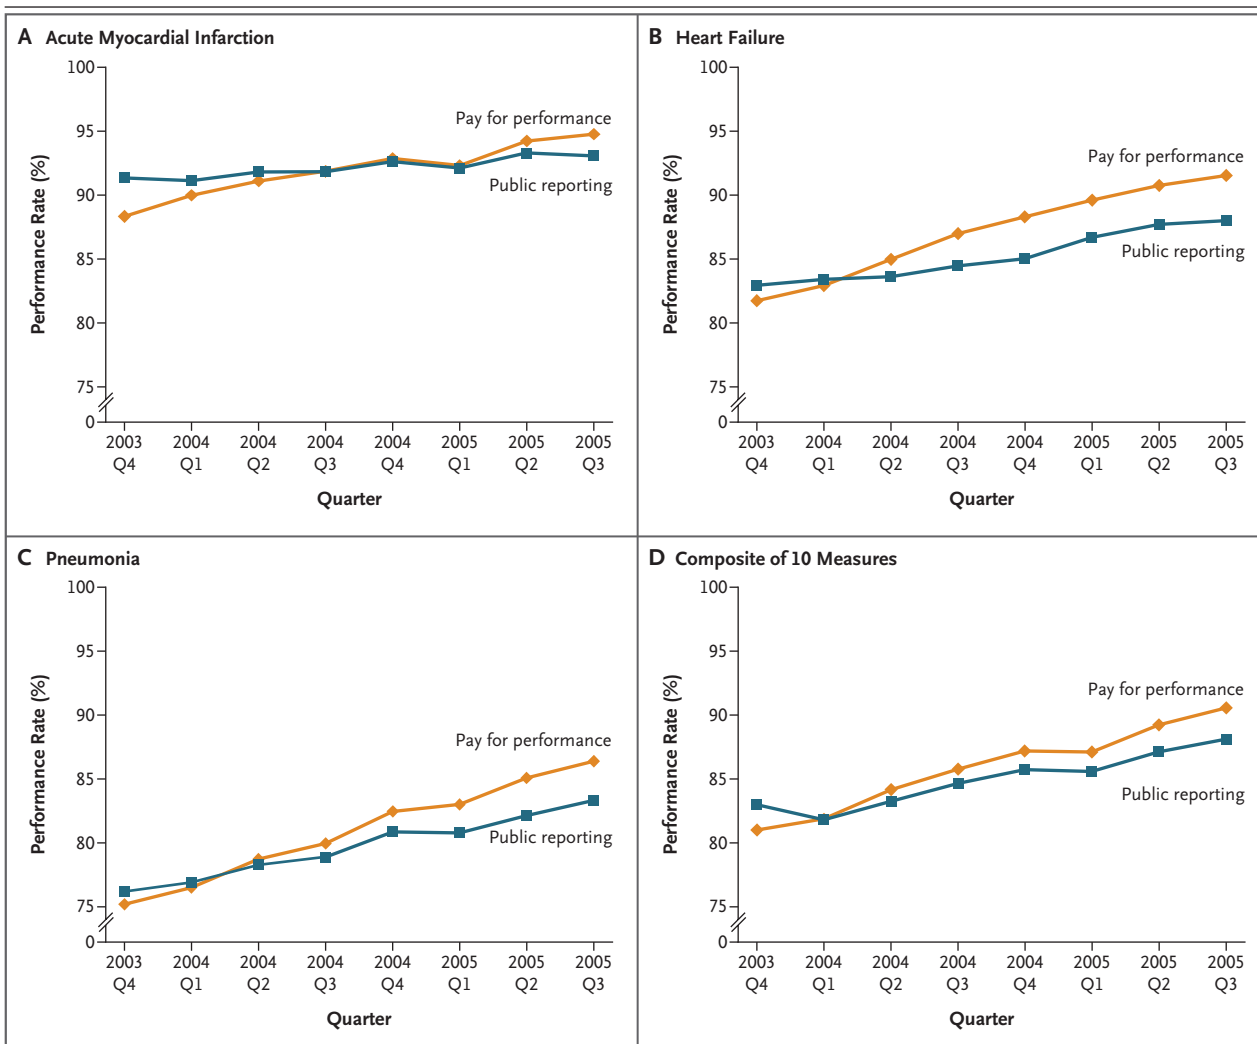 A Acute Myocardial Infarction
100
95
90
85
80
75
0
Performance Rate (%)
Pay for performance
Public reporting
2003 2004 2004 2004 2004 2005 2005 2005
Q4 Q1 Q2 Q3 Q4 Q1 Q2 Q3
Quarter
B Heart Failure
100
95
90
85
80
75
0
Performance Rate (%)
Pay for performance
Public reporting
2003 2004 2004 2004 2004 2005 2005 2005
Q4 Q1 Q2 Q3 Q4 Q1 Q2 Q3
Quarter
C Pneumonia
100
95
90
85
80
75
0
Performance Rate (%)
Pay for performance
Public reporting
2003 2004 2004 2004 2004 2005 2005 2005
Q4 Q1 Q2 Q3 Q4 Q1 Q2 Q3
Quarter
D Composite of 10 Measures
100
95
90
85
80
75
0
Performance Rate (%)
Pay for performance
Public reporting
2003 2004 2004 2004 2004 2005 2005 2005
Q4 Q1 Q2 Q3 Q4 Q1 Q2 Q3
Quarter